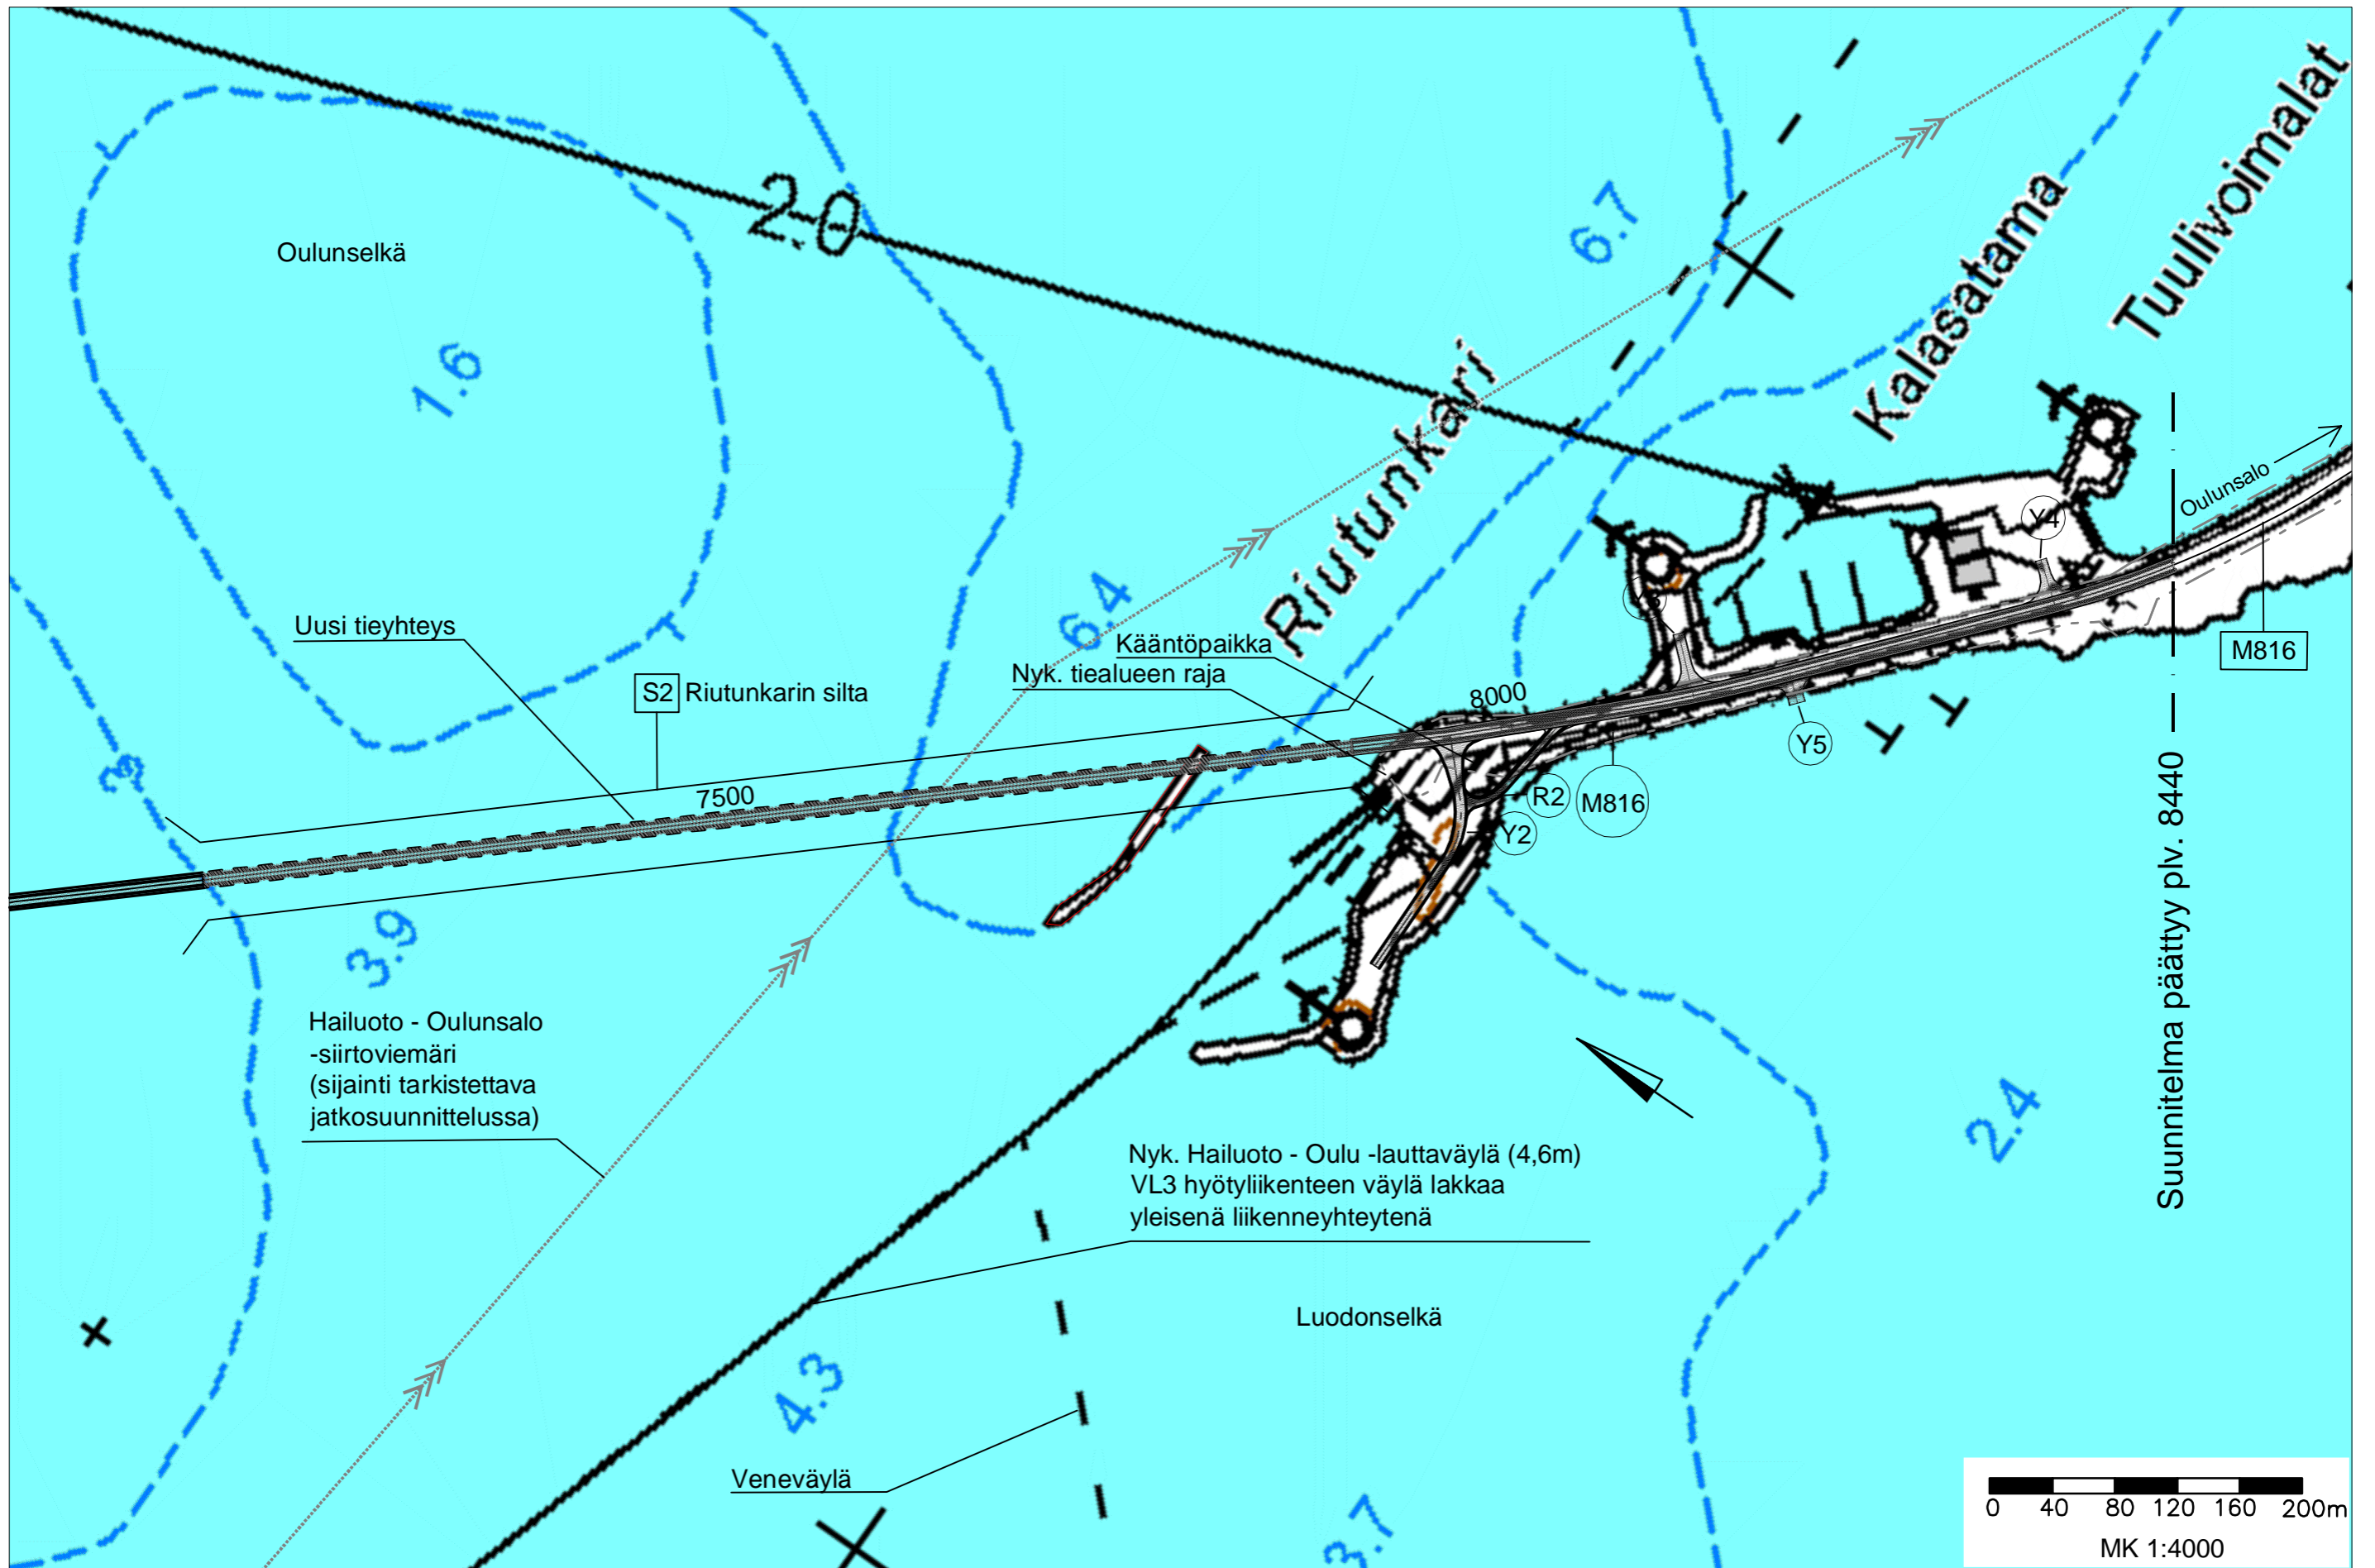 Oulunselkä
2.0
1.6
6.7
Kalasatama
Tuulivoimalat
Riutunkari
6.4
Oulunsalo
Y4
Y3
M816
Uusi tieyhteys
S2 Riutunkarin silta
Kääntöpaikka
Nyk. tiealueen raja
8000
7500
Y5
R2
M816
Y2
3
3.9
Suunnitelma päättyy plv. 8440
Hailuoto - Oulunsalo
-siirtoviemäri
(sijainti tarkistettava
jatkosuunnittelussa)
Nyk. Hailuoto - Oulu -lauttaväylä (4,6m)
VL3 hyötyliikenteen väylä lakkaa
yleisenä liikenneyhteytenä
2.4
Luodonselkä
4.3
Veneväylä
3.7
0 40 80 120 160 200m
MK 1:4000